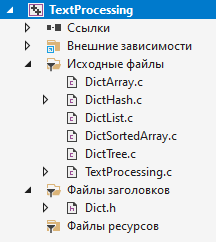 TextProcessing
Ссылки
Внешние зависимости
Исходные файлы
DictArray.c
DictHash.c
DictList.c
DictSortedArray.c
DictTree.c
TextProcessing.c
Файлы заголовков
Dict.h
Файлы ресурсов